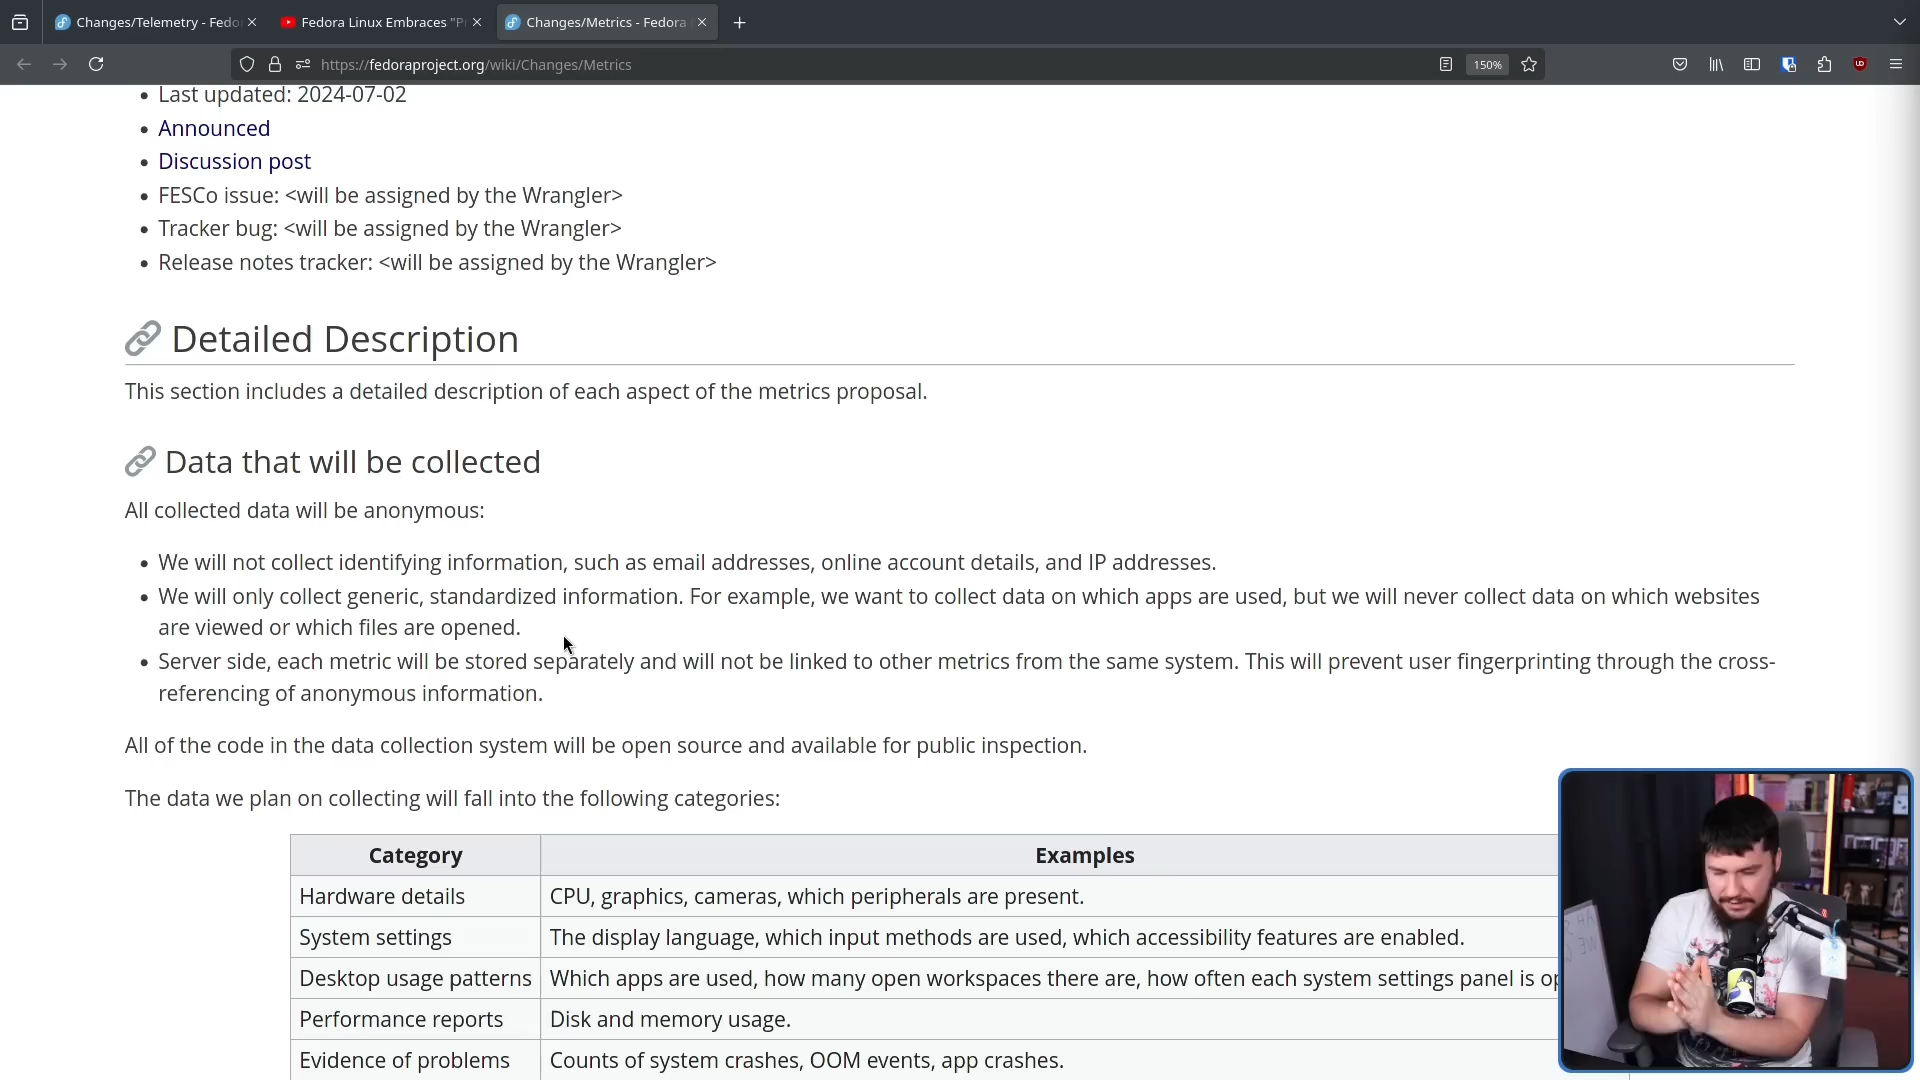 Changes/Telemetry - Fedo
Fedora Linux Embraces "P
Changes/Metrics - Fedora
https://fedoraproject.org/wiki/Changes/Metrics
150%
Last updated: 2024-07-02
Announced
Discussion post
FESCo issue: <will be assigned by the Wrangler>
Tracker bug: <will be assigned by the Wrangler>
Release notes tracker: <will be assigned by the Wrangler>
Detailed Description
This section includes a detailed description of each aspect of the metrics proposal.
Data that will be collected
All collected data will be anonymous:
We will not collect identifying information, such as email addresses, online account details, and IP addresses.
We will only collect generic, standardized information. For example, we want to collect data on which apps are used, but we will never collect data on which websites
are viewed or which files are opened.
Server side, each metric will be stored separately and will not be linked to other metrics from the same system. This will prevent user fingerprinting through the cross-
referencing of anonymous information.
All of the code in the data collection system will be open source and available for public inspection.
The data we plan on collecting will fall into the following categories:
Category Examples
Hardware details CPU, graphics, cameras, which peripherals are present.
System settings The display language, which input methods are used, which accessibility features are enabled.
Desktop usage patterns Which apps are used, how many open workspaces there are, how often each system settings panel is op
Performance reports Disk and memory usage.
Evidence of problems Counts of system crashes, OOM events, app crashes.